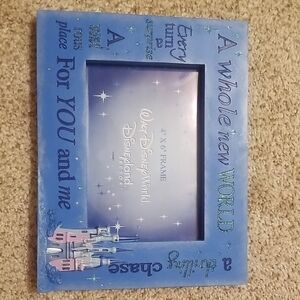 A whole new WORLD
a
thrilling
chase
A
wondrous
place
For YOU and me
Every
turn
a
surprise
4" X 6" FRAME
WALT DISNEY World
Disneyland